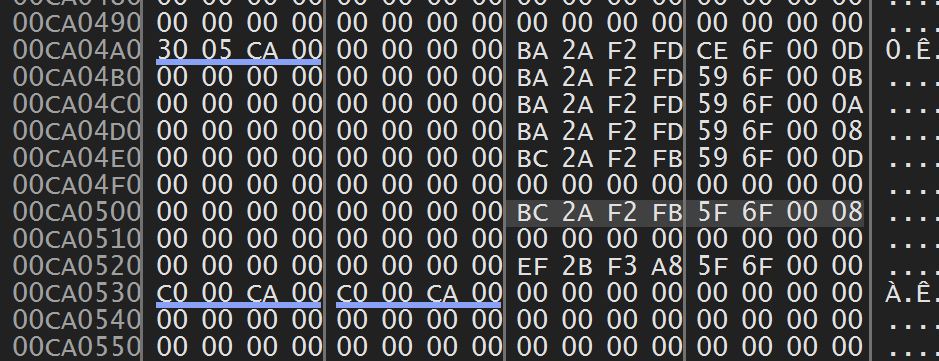 00CA0490 00 00 00 00 00 00 00 00 00 00 00 00 00 00 00 00 ....
00CA04A0 30 05 CA 00 00 00 00 00 BA 2A F2 FD CE 6F 00 0D 0.Ê.
00CA04B0 00 00 00 00 00 00 00 00 BA 2A F2 FD 59 6F 00 0B ....
00CA04C0 00 00 00 00 00 00 00 00 BA 2A F2 FD 59 6F 00 0A ....
00CA04D0 00 00 00 00 00 00 00 00 BA 2A F2 FD 59 6F 00 08 ....
00CA04E0 00 00 00 00 00 00 00 00 BC 2A F2 FB 59 6F 00 0D ....
00CA04F0 00 00 00 00 00 00 00 00 00 00 00 00 00 00 00 00 ....
00CA0500 00 00 00 00 00 00 00 00 BC 2A F2 FB 5F 6F 00 08 ....
00CA0510 00 00 00 00 00 00 00 00 00 00 00 00 00 00 00 00 ....
00CA0520 00 00 00 00 00 00 00 00 EF 2B F3 A8 5F 6F 00 00 ....
00CA0530 C0 00 CA 00 C0 00 CA 00 00 00 00 00 00 00 00 00 À.Ê.
00CA0540 00 00 00 00 00 00 00 00 00 00 00 00 00 00 00 00 ....
00CA0550 00 00 00 00 00 00 00 00 00 00 00 00 00 00 00 00 ....